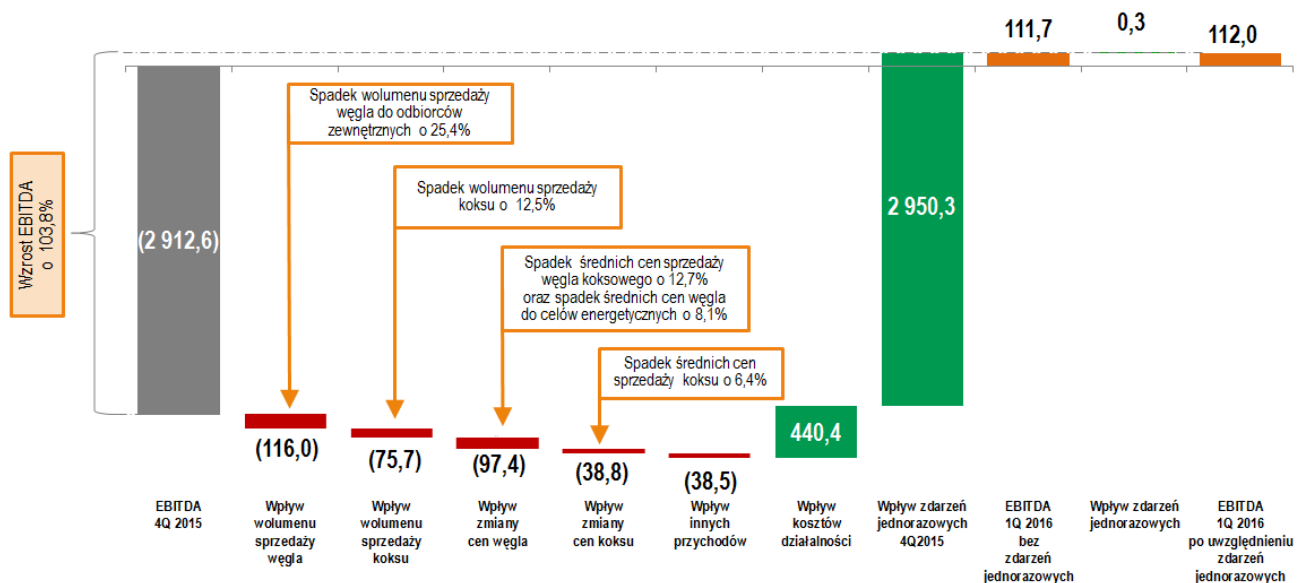 111,7
0,3
112,0
Spadek wolumenu sprzedaży
węgla do odbiorców
zewnętrznych o 25,4%
Wzrost EBITDA
o 103,8%
Spadek wolumenu sprzedaży
koksu o 12,5%
(2 912,6)
2 950,3
Spadek średnich cen sprzedaży
węgla koksowego o 12,7%
oraz spadek średnich cen węgla
do celów energetycznych o 8,1%
Spadek średnich cen
sprzedaży koksu o 6,4%
(116,0)
(75,7)
(97,4)
(38,8)
(38,5)
440,4
EBITDA
4Q 2015
Wpływ
wolumenu
sprzedaży
węgla
Wpływ
wolumenu
sprzedaży
koksu
Wpływ
zmiany
cen węgla
Wpływ
zmiany
cen koksu
Wpływ
innych
przychodów
Wpływ
kosztów
działalności
Wpływ zdarzeń
jednorazowych
4Q2015
EBITDA
1Q 2016
bez
zdarzeń
jednorazowych
Wpływ zdarzeń
jednorazowych
EBITDA
1Q 2016
po uwzględnieniu
zdarzeń
jednorazowych